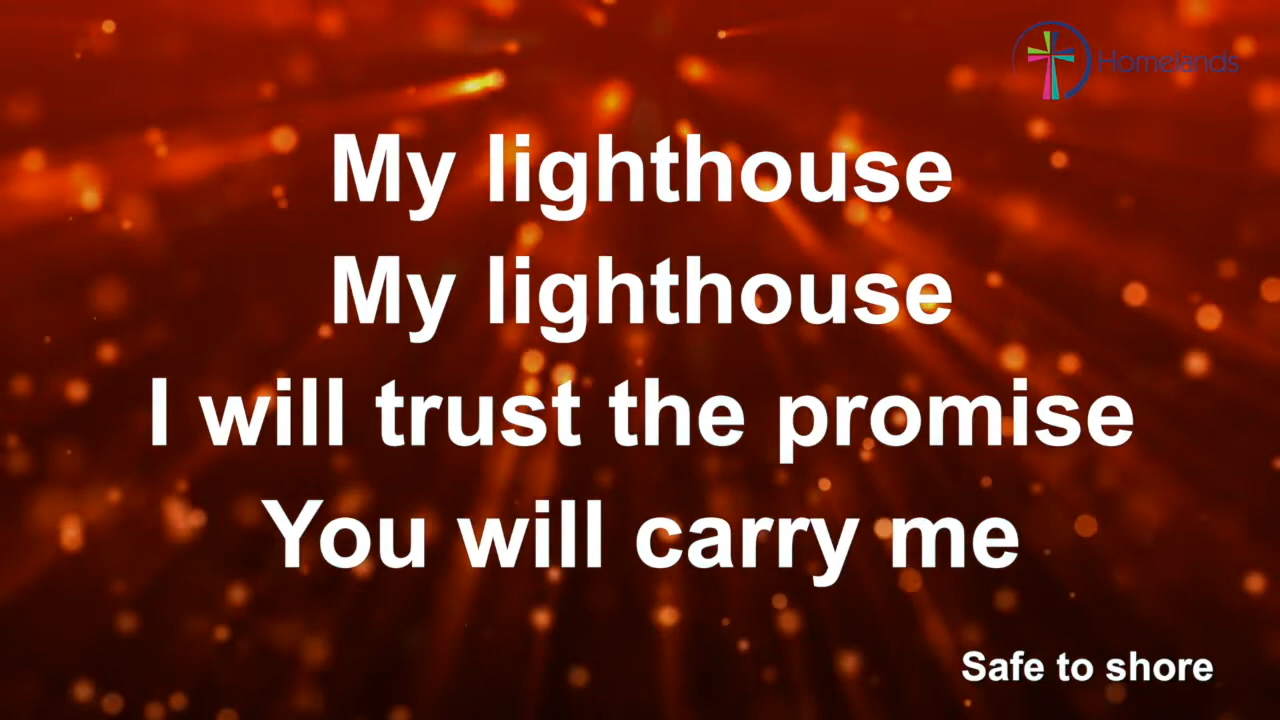 Homelands
My lighthouse
My lighthouse
I will trust the promise
You will carry me
Safe to shore